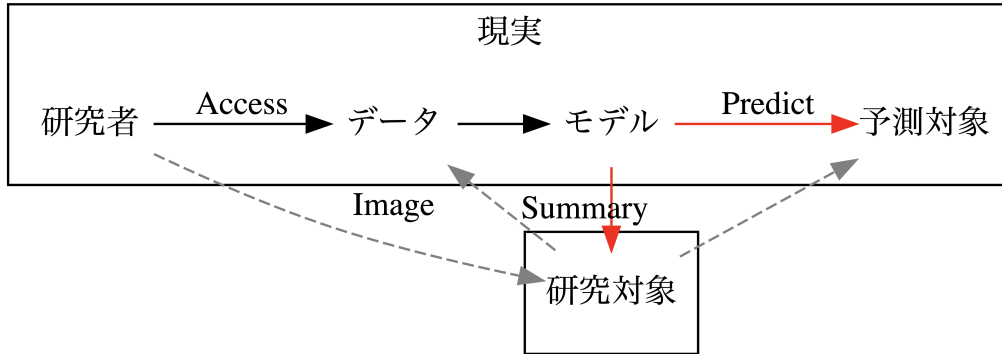 現実
研究者
Access
データ
モデル
Predict
予測対象
Image
Summary
研究対象